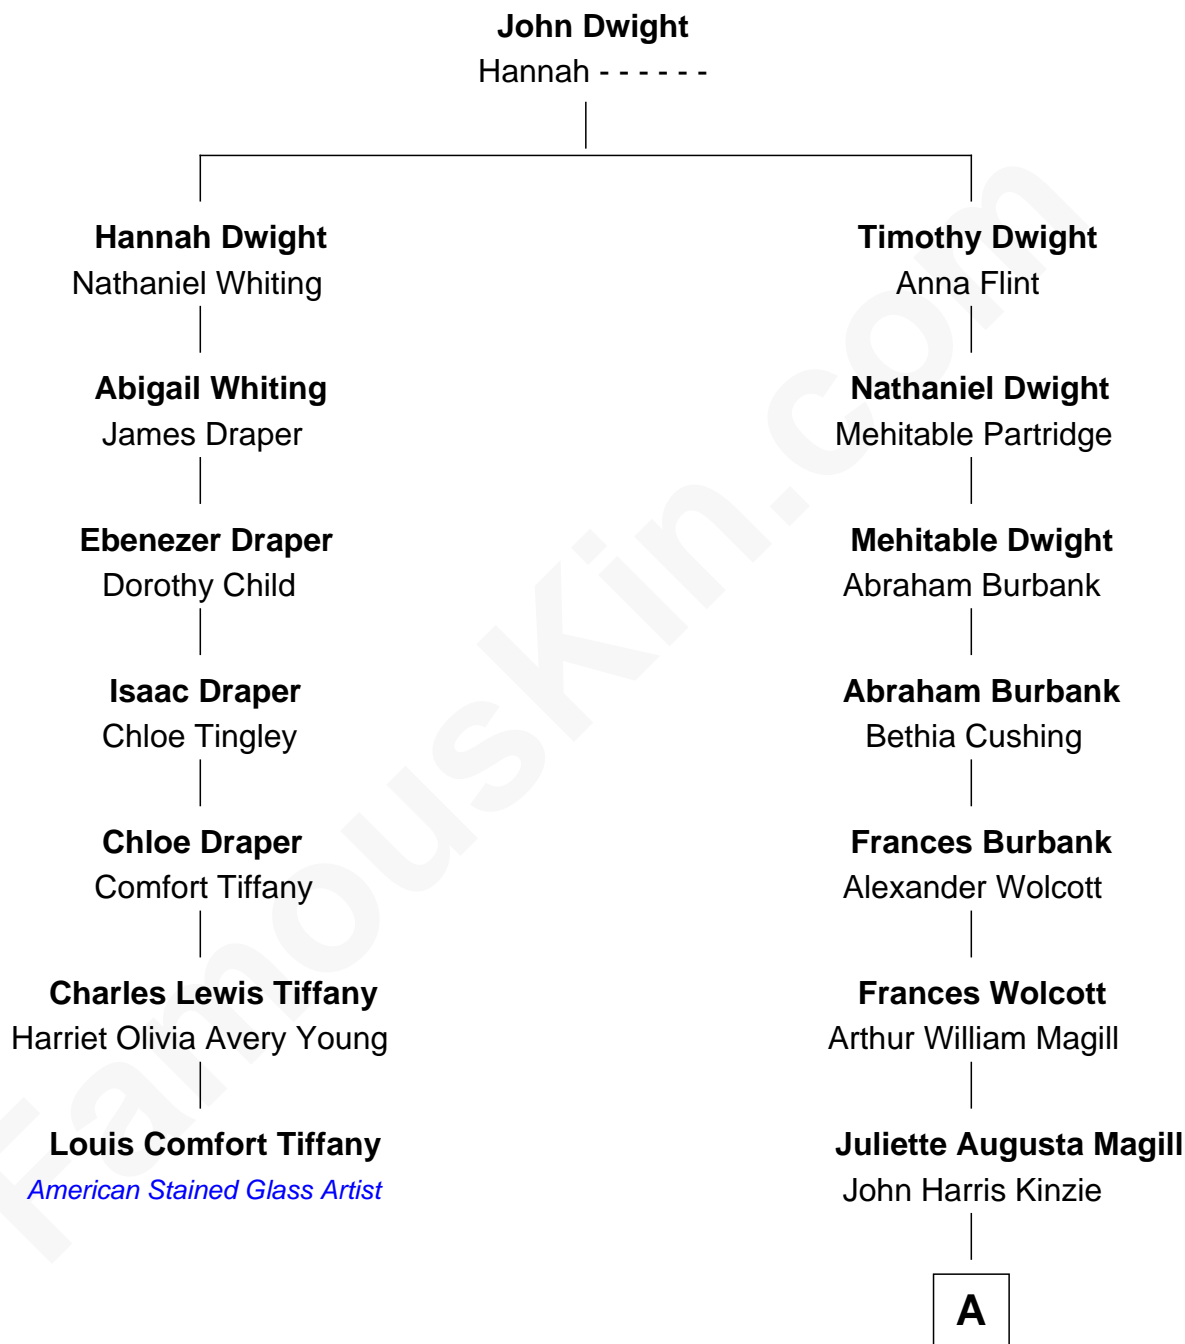 John Dwight
Hannah - - - - - -
Hannah Dwight
Nathaniel Whiting
Timothy Dwight
Anna Flint
Abigail Whiting
James Draper
Nathaniel Dwight
Mehitable Partridge
Ebenezer Draper
Dorothy Child
Mehitable Dwight
Abraham Burbank
Isaac Draper
Chloe Tingley
Abraham Burbank
Bethia Cushing
Chloe Draper
Comfort Tiffany
Frances Burbank
Alexander Wolcott
Charles Lewis Tiffany
Harriet Olivia Avery Young
Frances Wolcott
Arthur William Magill
Louis Comfort Tiffany
American Stained Glass Artist
Juliette Augusta Magill
John Harris Kinzie
A
FamousKin.com